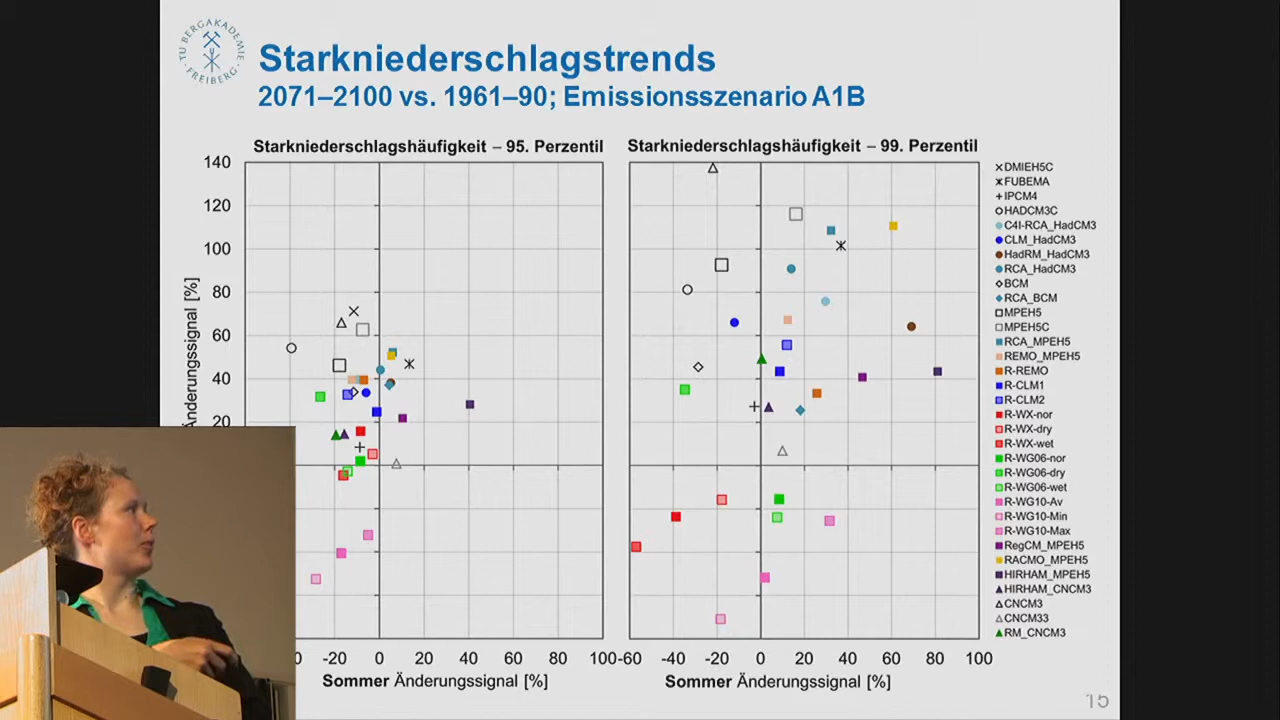 TU BERGAKADEMIE FREIBERG
Starkniederschlagstrends
2071–2100 vs. 1961–90; Emissionsszenario A1B
Starkniederschlagshäufigkeit – 95. Perzentil
Starkniederschlagshäufigkeit – 99. Perzentil
140
120
100
80
60
40
20
Änderungssignal [%]
DMIEH5C
FUBEMA
IPCM4
HADCM3C
C4I-RCA_HadCM3
CLM_HadCM3
HadRM_HadCM3
RCA_HadCM3
BCM
RCA_BCM
MPEH5
MPEH5C
RCA_MPEH5
REMO_MPEH5
R-REMO
R-CLM1
R-CLM2
R-WX-nor
R-WX-dry
R-WX-wet
R-WG06-nor
R-WG06-dry
R-WG06-wet
R-WG10-Av
R-WG10-Min
R-WG10-Max
RegCM_MPEH5
RACMO_MPEH5
HIRHAM_MPEH5
HIRHAM_CNCM3
CNCM3
CNCM33
RM_CNCM3
0 -20 0 20 40 60 80 100 -60 -40 -20 0 20 40 60 80 100
Sommer Änderungssignal [%]
Sommer Änderungssignal [%]
15